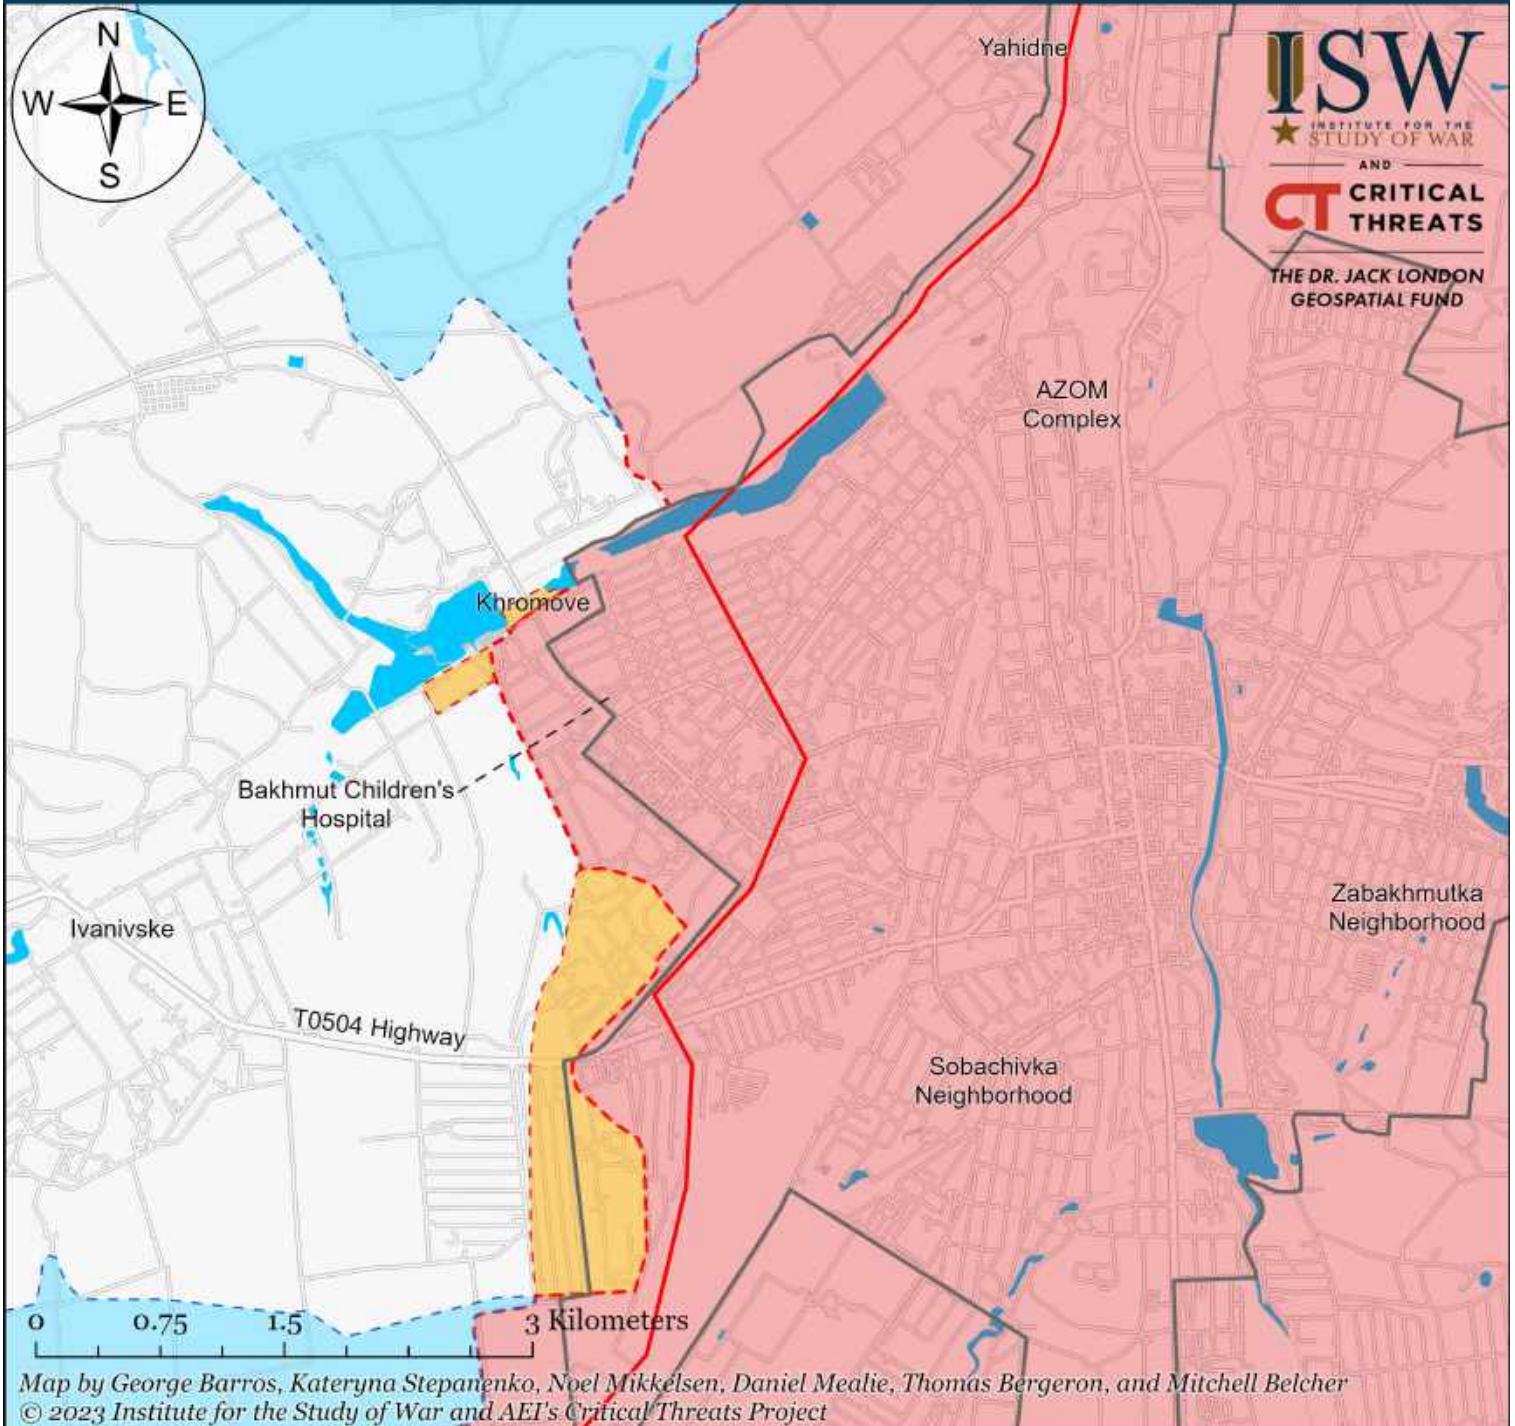 N
W
E
S
Yahidne
ISW
INSTITUTE FOR THE
STUDY OF WAR
AND
CT CRITICAL
THREATS
THE DR. JACK LONDON
GEOSPATIAL FUND
AZOM
Complex
Khromove
Bakhmut Children's
Hospital
Ivanivske
Zabakhmutka
Neighborhood
T0504 Highway
Sobachivka
Neighborhood
0 0.75 1.5 3 Kilometers
Map by George Barros, Kateryna Stepanenko, Noel Mikkelsen, Daniel Mealie, Thomas Bergeron, and Mitchell Belcher
© 2023 Institute for the Study of War and AEI's Critical Threats Project